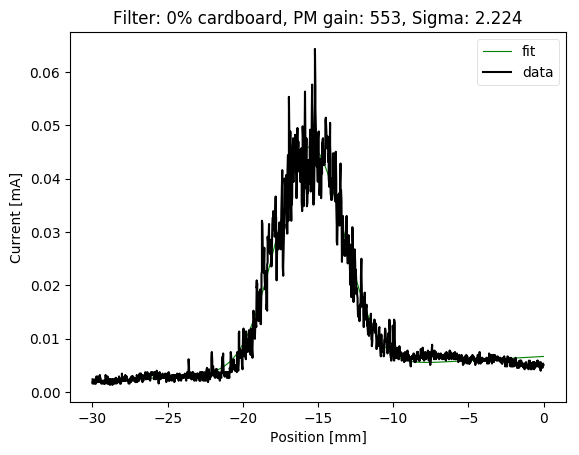 Filter: 0% cardboard, PM gain: 553, Sigma: 2.224
fit
data
Current [mA]
0.06
0.05
0.04
0.03
0.02
0.01
0.00
−30
−25
−20
−15
−10
−5
0
Position [mm]